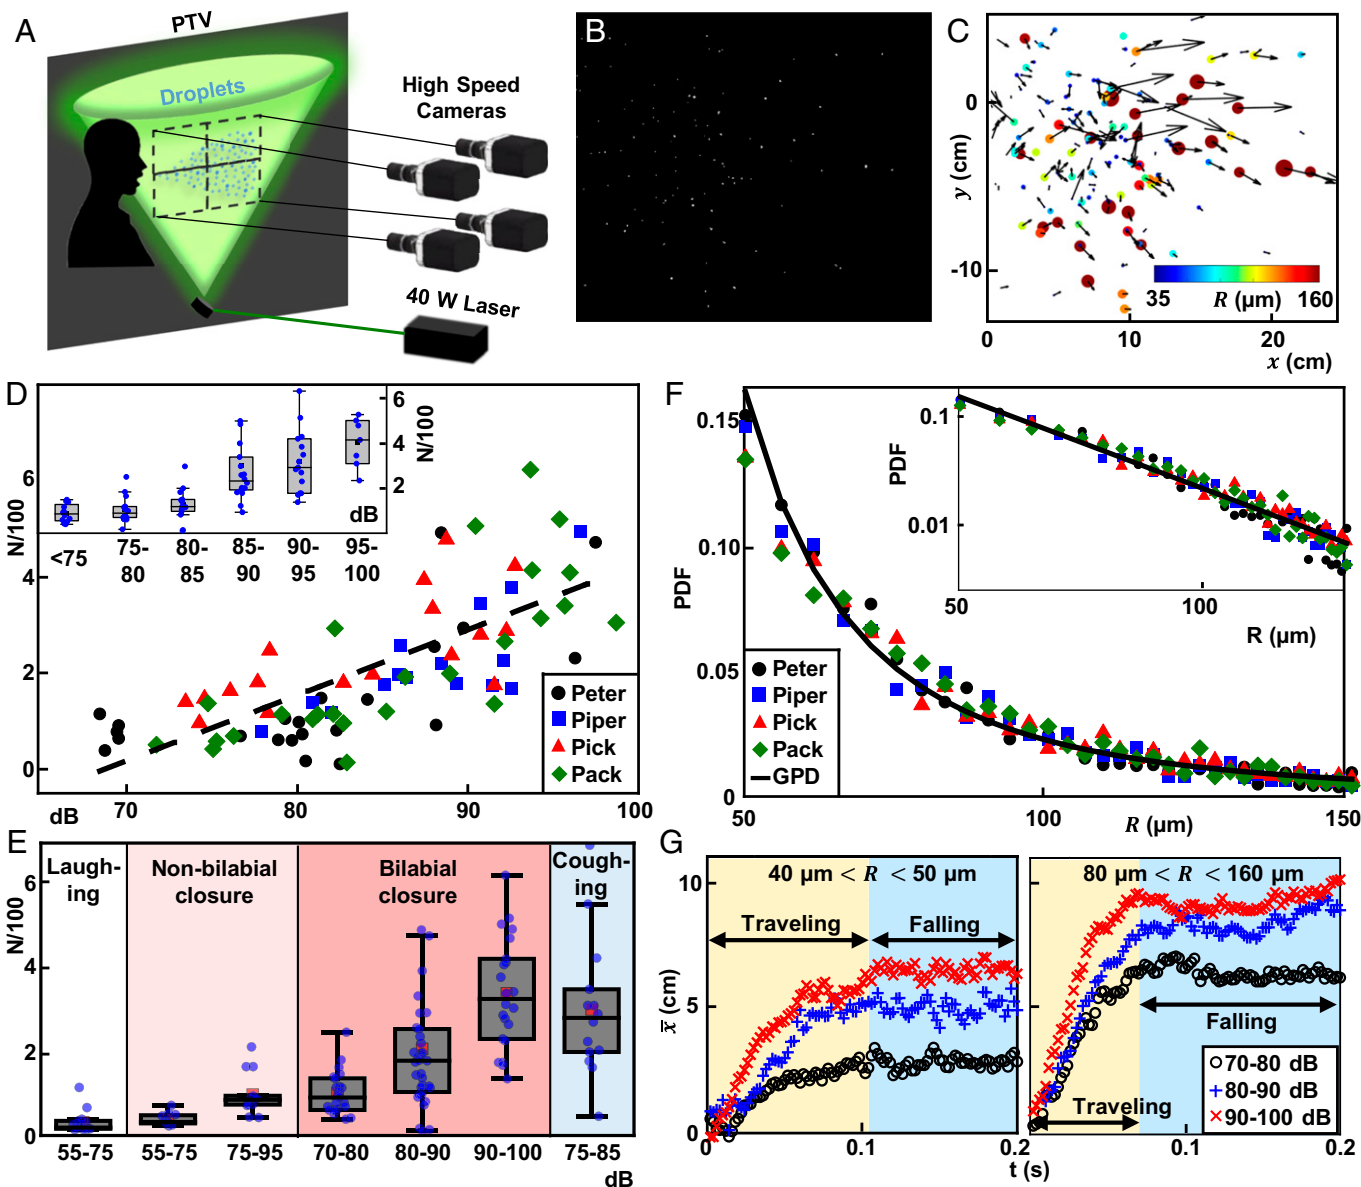 A
PTV
Droplets
High Speed
Cameras
40 W Laser
B
C
y (cm)
0
-10
35
R (μm)
160
0
10
20
x (cm)
D
N/100
6
4
2
0
dB
70
80
90
100
6
4
2
N/100
dB
<75
75-
80
80-
85
85-
90
90-
95
95-
100
Peter
Piper
Pick
Pack
F
PDF
0.15
0.10
0.05
0
50
100
150
R (μm)
Peter
Piper
Pick
Pack
GPD
PDF
0.1
0.01
50
100
R (μm)
E
N/100
6
4
2
0
Laugh-
ing
Non-bilabial
closure
Bilabial
closure
Cough-
ing
55-75
55-75
75-95
70-80
80-90
90-100
75-85
dB
G
x̄ (cm)
10
5
0
40 μm < R < 50 μm
Traveling
Falling
80 μm < R < 160 μm
Falling
Traveling
70-80 dB
80-90 dB
90-100 dB
0
0.1
0.2
0.1
0.2
t (s)